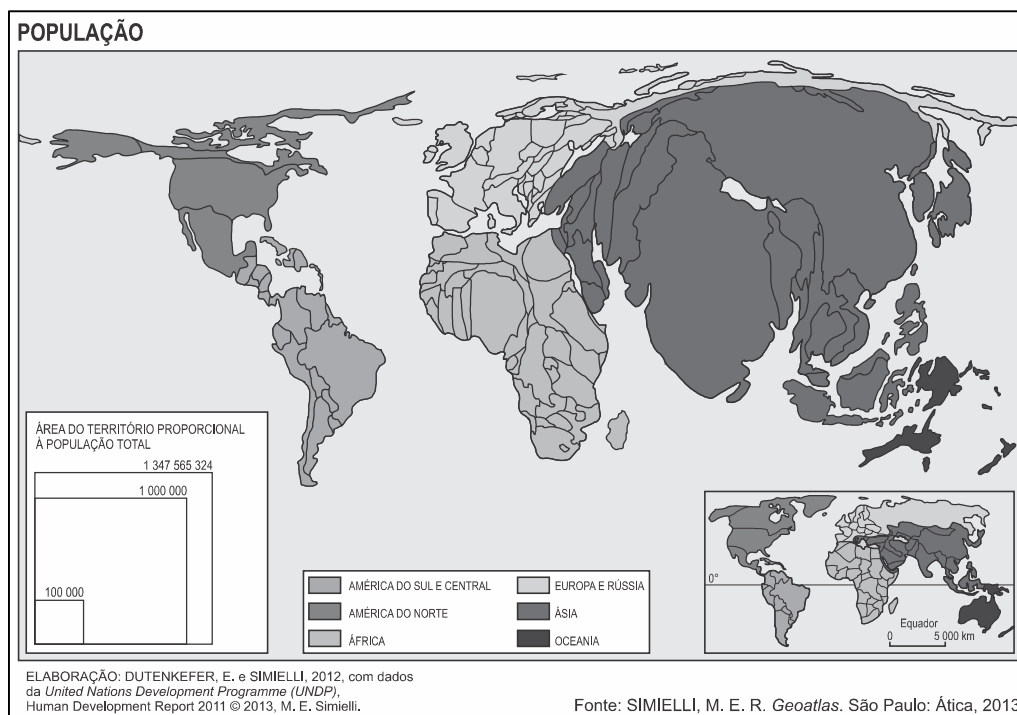 POPULAÇÃO
ÁREA DO TERRITÓRIO PROPORCIONAL
À POPULAÇÃO TOTAL
1 347 565 324
1 000 000
100 000
AMÉRICA DO SUL E CENTRAL
AMÉRICA DO NORTE
ÁFRICA
EUROPA E RÚSSIA
ÁSIA
OCEANIA
0°
Equador
0 5 000 km
ELABORAÇÃO: DUTENKEFER, E. e SIMIELLI, 2012, com dados
da United Nations Development Programme (UNDP),
Human Development Report 2011 © 2013, M. E. Simielli.
Fonte: SIMIELLI, M. E. R. Geoatlas. São Paulo: Ática, 2013